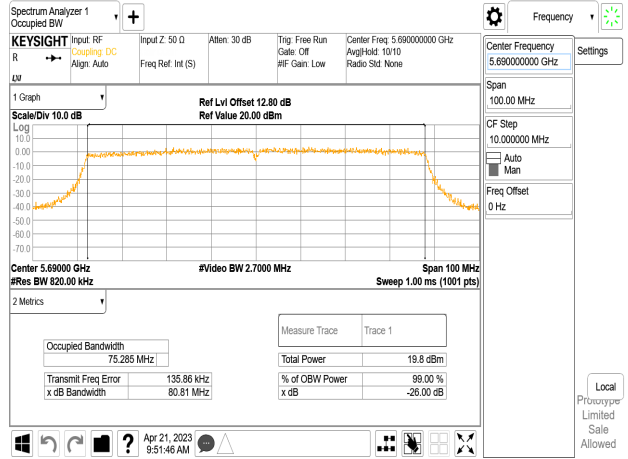 Spectrum Analyzer 1
Occupied BW
Frequency
KEYSIGHT
R
LNI
Input: RF
Coupling: DC
Align: Auto
Input Z: 50 Ω
Freq Ref: Int (S)
Atten: 30 dB
Trig: Free Run
Gate: Off
#IF Gain: Low
Center Freq: 5.690000000 GHz
Avg|Hold: 10/10
Radio Std: None
Center Frequency
5.690000000 GHz
Settings
Span
100.00 MHz
CF Step
10.000000 MHz
Auto
Man
Freq Offset
0 Hz
1 Graph
Scale/Div 10.0 dB
Ref Lvl Offset 12.80 dB
Ref Value 20.00 dBm
Log
10.0
0.00
-10.0
-20.0
-30.0
-40.0
-50.0
-60.0
-70.0
Center 5.69000 GHz
#Video BW 2.7000 MHz
Span 100 MHz
#Res BW 820.00 kHz
Sweep 1.00 ms (1001 pts)
2 Metrics
Measure Trace
Trace 1
Occupied Bandwidth
75.285 MHz
Total Power
19.8 dBm
Transmit Freq Error
135.86 kHz
% of OBW Power
99.00 %
x dB Bandwidth
80.81 MHz
x dB
-26.00 dB
Local
Prototype
Limited
Sale
Allowed
Apr 21, 2023
9:51:46 AM